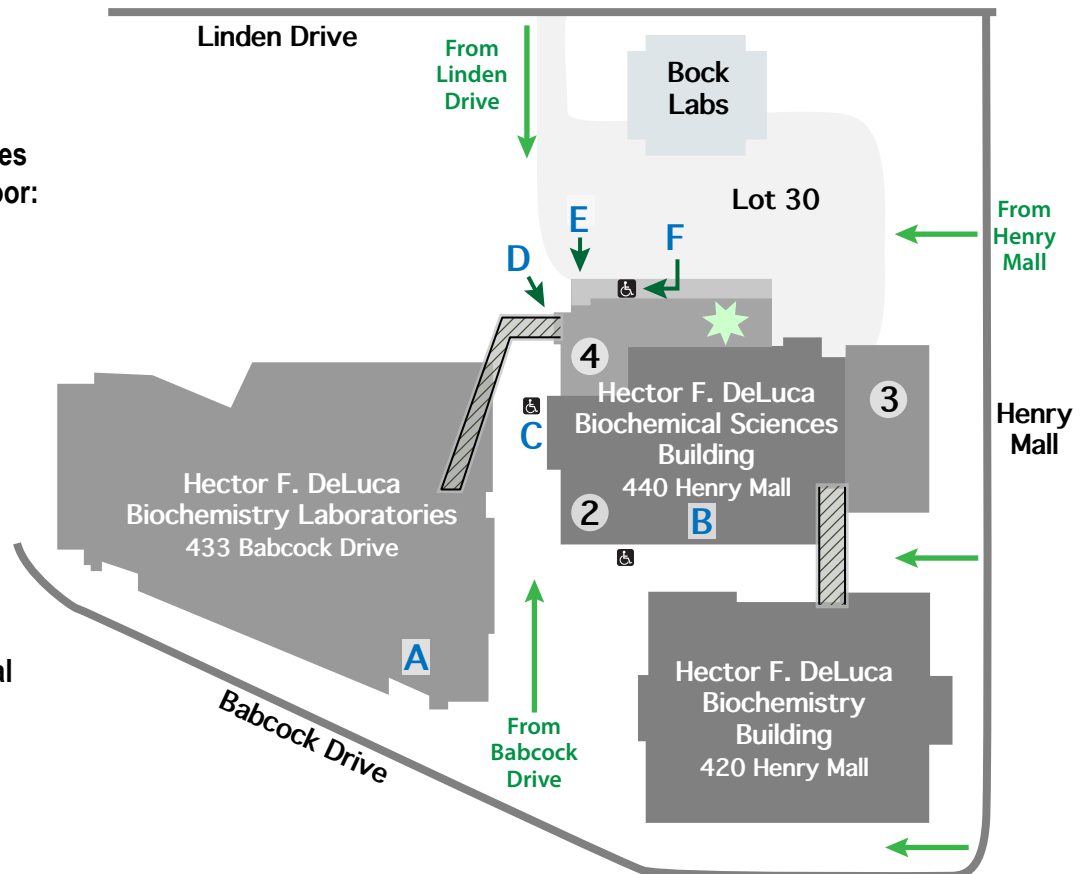 Linden Drive
From
Linden
Drive
Bock
Labs
es
oor:
Lot 30
From
Henry
Mall
E
F
D
4
3
Hector F. DeLuca
Biochemical Sciences
Building
440 Henry Mall
C
Henry
Mall
Hector F. DeLuca
Biochemistry Laboratories
433 Babcock Drive
2
B
A
al
Hector F. DeLuca
Biochemistry
Building
420 Henry Mall
Babcock Drive
From
Babcock
Drive